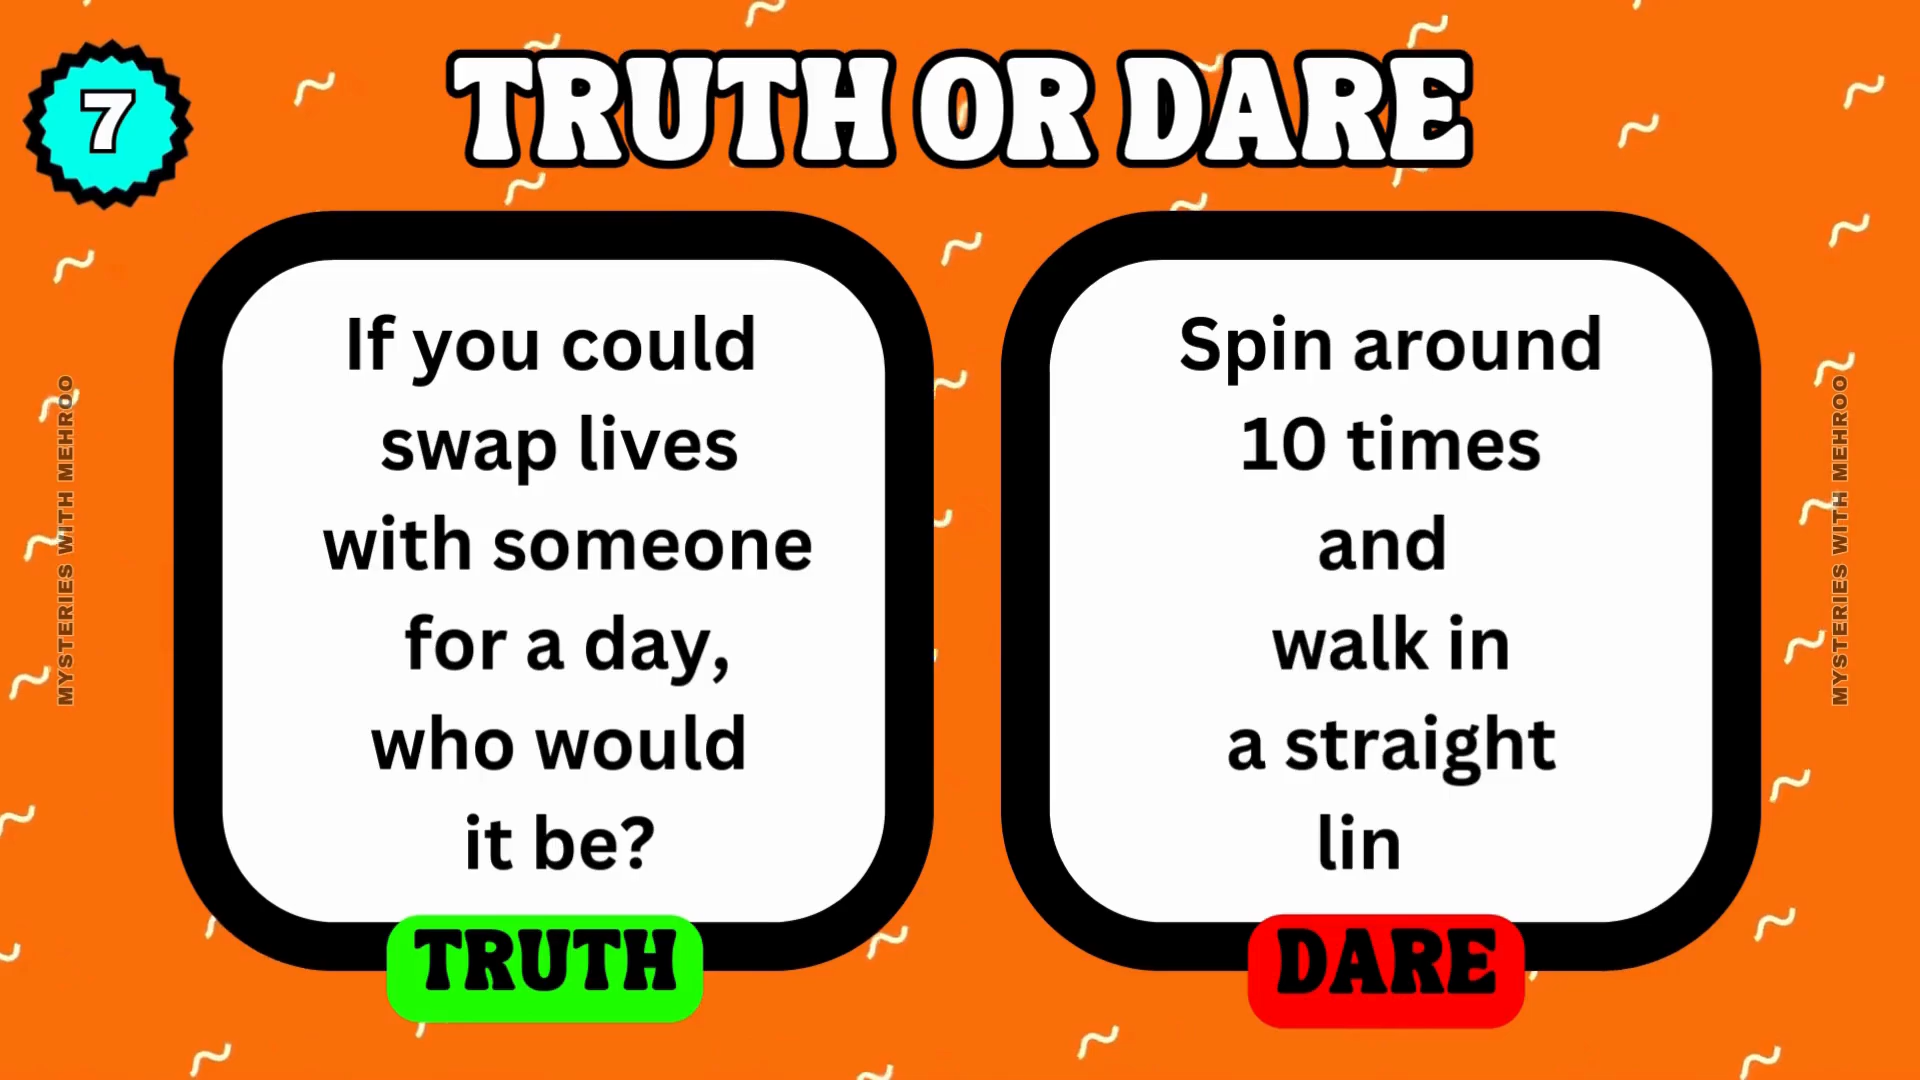 7
TRUTH OR DARE
If you could
swap lives
with someone
for a day,
who would
it be?
TRUTH
Spin around
10 times
and
walk in
a straight
lin
DARE
MYSTERIES WITH MEHROO
MYSTERIES WITH MEHROO